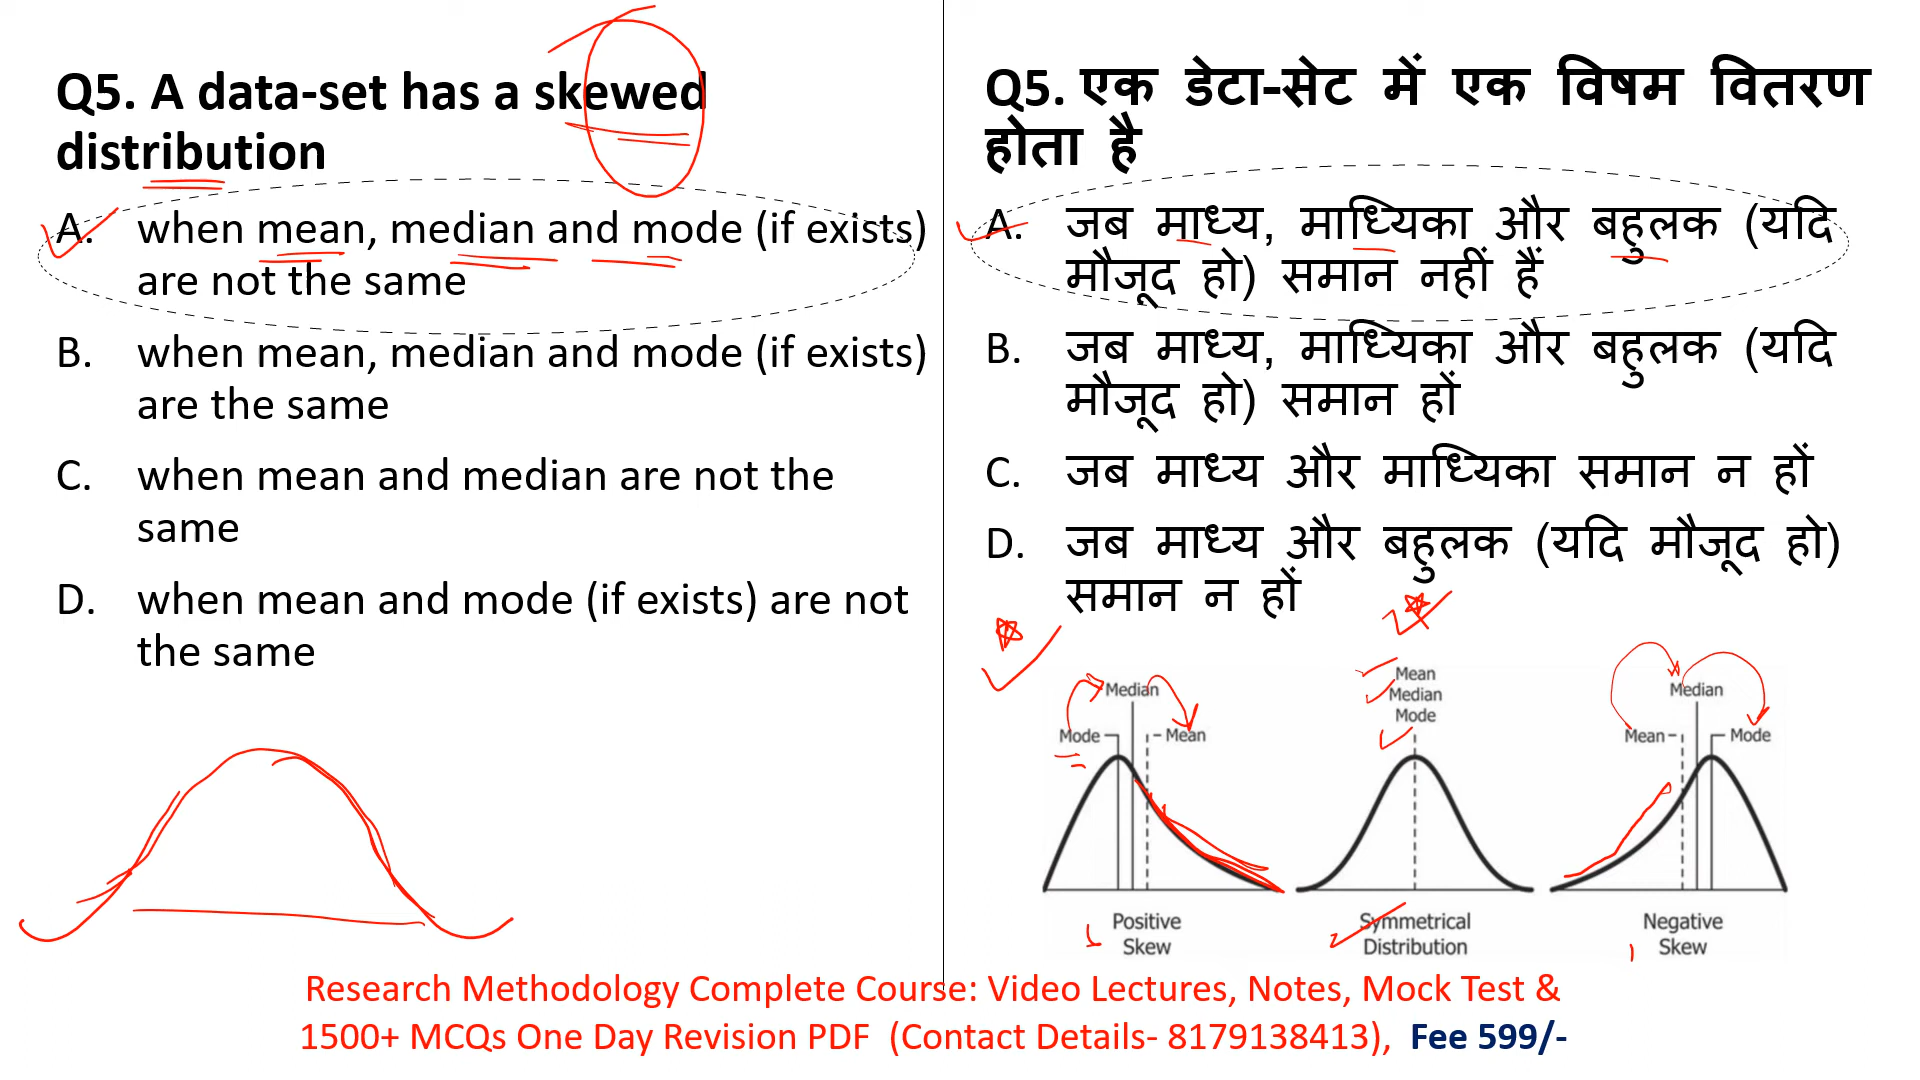 Q5. A data-set has a skewed
distribution
A. when mean, median and mode (if exists)
are not the same
B. when mean, median and mode (if exists)
are the same
C. when mean and median are not the
same
D. when mean and mode (if exists) are not
the same
Q5. एक डेटा-सेट में एक विषम वितरण
होता है
A. जब माध्य, माध्यिका और बहुलक (यदि
मौजूद हो) समान नहीं हैं
B. जब माध्य, माध्यिका और बहुलक (यदि
मौजूद हो) समान हों
C. जब माध्य और माध्यिका समान न हों
D. जब माध्य और बहुलक (यदि मौजूद हो)
समान न हों
Median
Mode
Mean
Positive
Skew
Mean
Median
Mode
Symmetrical
Distribution
Median
Mean
Mode
Negative
Skew
Research Methodology Complete Course: Video Lectures, Notes, Mock Test &
1500+ MCQs One Day Revision PDF (Contact Details- 8179138413), Fee 599/-